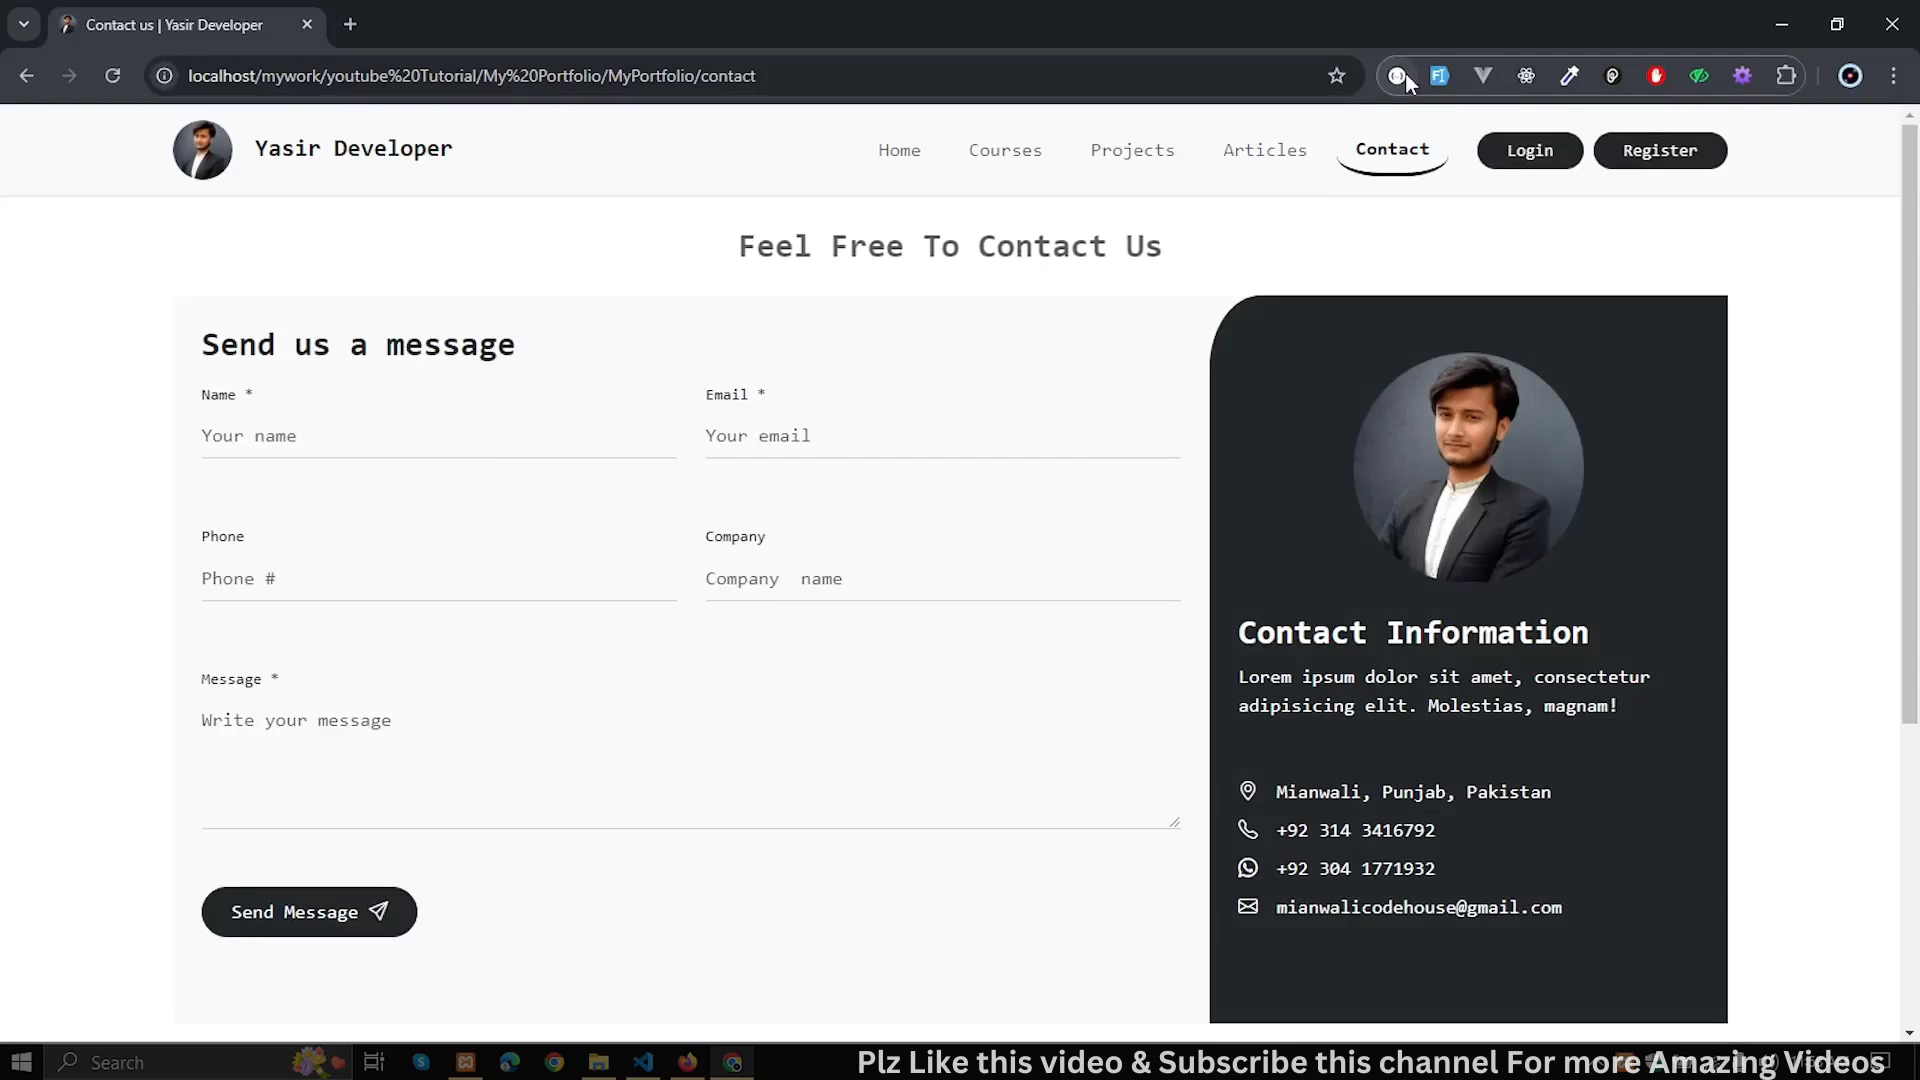 Contact us | Yasir Developer
localhost/mywork/youtube%20Tutorial/My%20Portfolio/MyPortfolio/contact
Yasir Developer
Home
Courses
Projects
Articles
Contact
Login
Register
Feel Free To Contact Us
Send us a message
Name *
Email *
Your name
Your email
Phone
Company
Phone #
Company name
Message *
Write your message
Send Message
Contact Information
Lorem ipsum dolor sit amet, consectetur
adipisicing elit. Molestias, magnam!
Mianwali, Punjab, Pakistan
+92 314 3416792
+92 304 1771932
mianwalicodehouse@gmail.com
Search
Plz Like this video & Subscribe this channel For more Amazing Videos